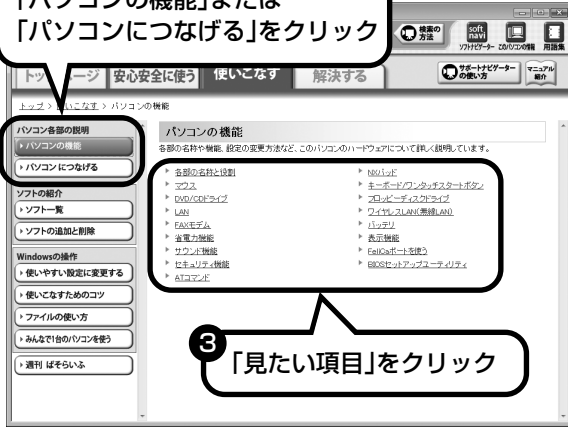 「パソコンの機能」または
「パソコンにつなげる」をクリック
検索の方法
soft navi
ソフトナビゲーター
このパソコンの情報
用語集
安心安全に使う
使いこなす
解決する
サポートナビゲーターの使い方
マニュアル紹介
トップ > 使いこなす > パソコンの機能
パソコン各部の説明
パソコンの機能
パソコンにつなげる
ソフトの紹介
ソフト一覧
ソフトの追加と削除
Windowsの操作
使いやすい設定に変更する
使いこなすためのコツ
ファイルの使い方
みんなで1台のパソコンを使う
週刊 ぱそらいふ
パソコンの機能
各部の名称や機能、設定の変更方法など、このパソコンのハードウェアについて詳しく説明しています。
各部の名称と役割
マウス
DVD/CDドライブ
LAN
FAXモデム
省電力機能
サウンド機能
セキュリティ機能
ATコマンド
NXパッド
キーボード/ワンタッチスタートボタン
フロッピーディスクドライブ
ワイヤレスLAN(無線LAN)
バッテリ
表示機能
FeliCaポートを使う
BIOSセットアップユーティリティ
3
「見たい項目」をクリック